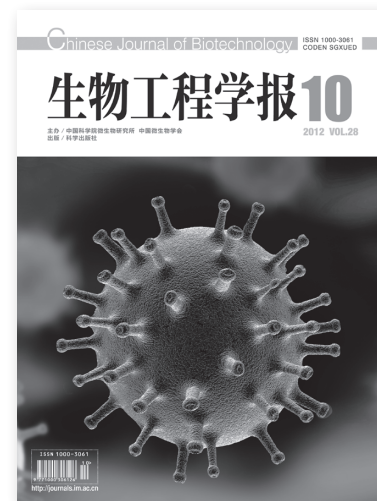 Chinese Journal of Biotechnology
ISSN 1000-3061
CODEN SGXUED
生物工程学报 10
2012 VOL.28
主办 / 中国科学院微生物研究所 中国微生物学会
出版 / 科学出版社
ISSN 1000-3061
http://journals.im.ac.cn